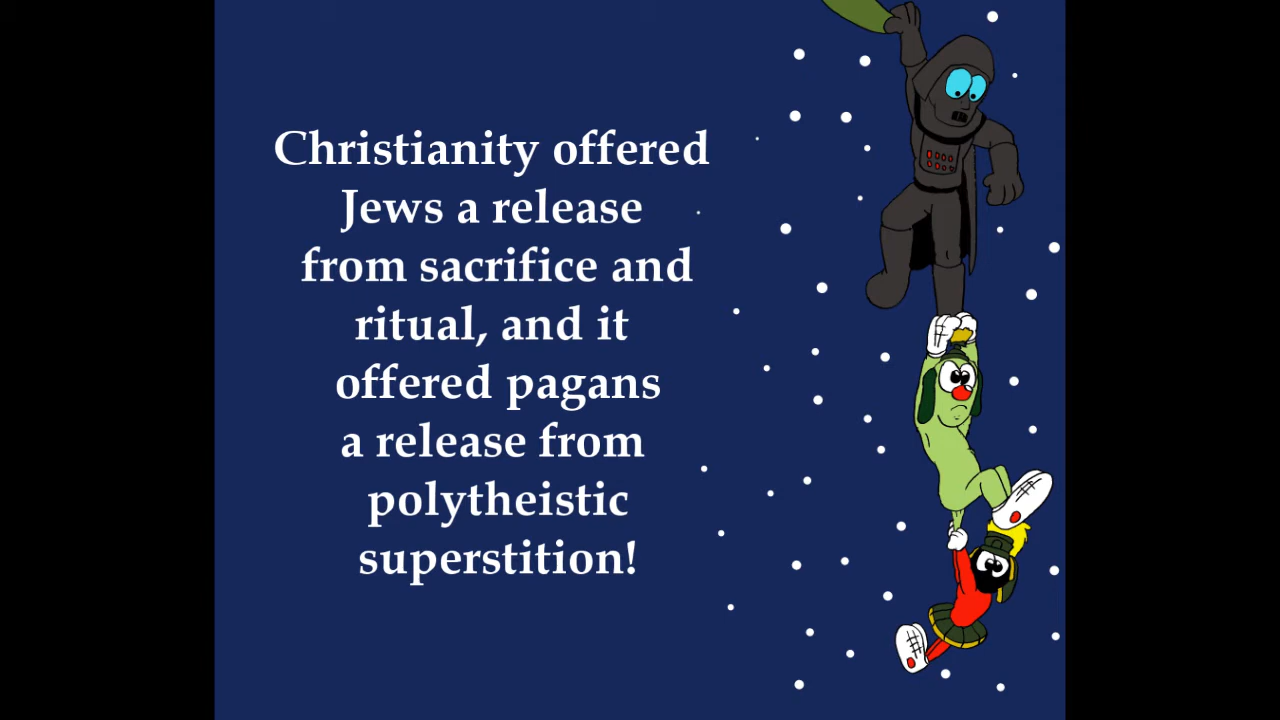 Christianity offered
Jews a release
from sacrifice and
ritual, and it
offered pagans
a release from
polytheistic
superstition!